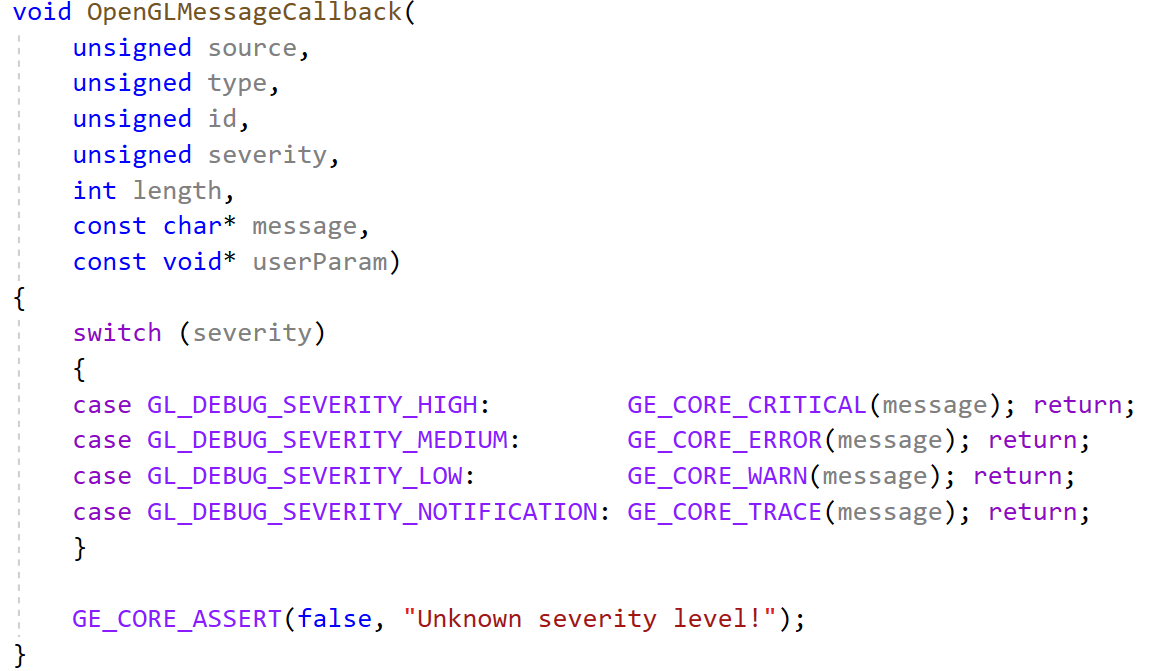 void OpenGLMessageCallback(
    unsigned source,
    unsigned type,
    unsigned id,
    unsigned severity,
    int length,
    const char* message,
    const void* userParam)
{
    switch (severity)
    {
    case GL_DEBUG_SEVERITY_HIGH:         GE_CORE_CRITICAL(message); return;
    case GL_DEBUG_SEVERITY_MEDIUM:       GE_CORE_ERROR(message); return;
    case GL_DEBUG_SEVERITY_LOW:          GE_CORE_WARN(message); return;
    case GL_DEBUG_SEVERITY_NOTIFICATION: GE_CORE_TRACE(message); return;
    }

    GE_CORE_ASSERT(false, "Unknown severity level!");
}